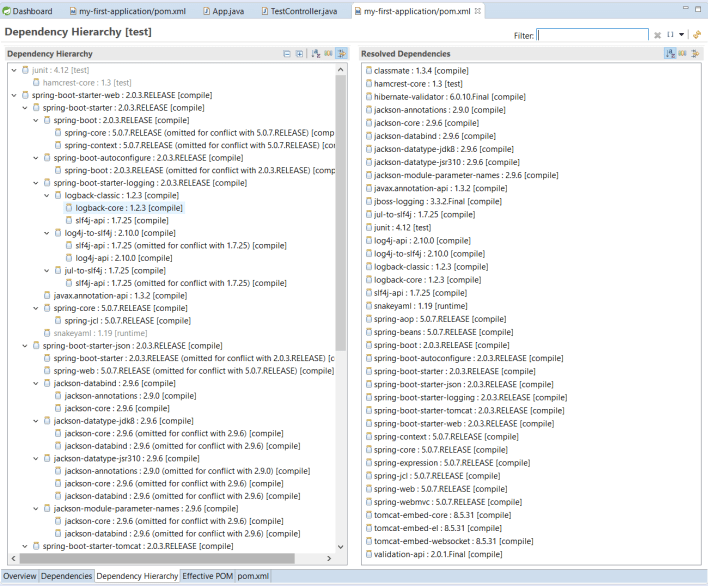 Dashboard my-first-application/pom.xml App.java TestController.java my-first-application/pom.xml
Dependency Hierarchy [test]
Filter:
Dependency Hierarchy
junit : 4.12 [test]
hamcrest-core : 1.3 [test]
spring-boot-starter-web : 2.0.3.RELEASE [compile]
spring-boot-starter : 2.0.3.RELEASE [compile]
spring-boot : 2.0.3.RELEASE [compile]
spring-core : 5.0.7.RELEASE (omitted for conflict with 5.0.7.RELEASE) [comp
spring-context : 5.0.7.RELEASE (omitted for conflict with 5.0.7.RELEASE) [c
spring-boot-autoconfigure : 2.0.3.RELEASE [compile]
spring-boot : 2.0.3.RELEASE (omitted for conflict with 2.0.3.RELEASE) [comp
spring-boot-starter-logging : 2.0.3.RELEASE [compile]
logback-classic : 1.2.3 [compile]
logback-core : 1.2.3 [compile]
slf4j-api : 1.7.25 [compile]
log4j-to-slf4j : 2.10.0 [compile]
slf4j-api : 1.7.25 (omitted for conflict with 1.7.25) [compile]
log4j-api : 2.10.0 [compile]
jul-to-slf4j : 1.7.25 [compile]
slf4j-api : 1.7.25 (omitted for conflict with 1.7.25) [compile]
javax.annotation-api : 1.3.2 [compile]
spring-core : 5.0.7.RELEASE [compile]
spring-jcl : 5.0.7.RELEASE [compile]
snakeyaml : 1.19 [runtime]
spring-boot-starter-json : 2.0.3.RELEASE [compile]
spring-boot-starter : 2.0.3.RELEASE (omitted for conflict with 2.0.3.RELEASE) [c
spring-web : 5.0.7.RELEASE (omitted for conflict with 5.0.7.RELEASE) [compile]
jackson-databind : 2.9.6 [compile]
jackson-annotations : 2.9.0 [compile]
jackson-core : 2.9.6 [compile]
jackson-datatype-jdk8 : 2.9.6 [compile]
jackson-core : 2.9.6 (omitted for conflict with 2.9.6) [compile]
jackson-databind : 2.9.6 (omitted for conflict with 2.9.6) [compile]
jackson-datatype-jsr310 : 2.9.6 [compile]
jackson-annotations : 2.9.0 (omitted for conflict with 2.9.0) [compile]
jackson-core : 2.9.6 (omitted for conflict with 2.9.6) [compile]
jackson-databind : 2.9.6 (omitted for conflict with 2.9.6) [compile]
jackson-module-parameter-names : 2.9.6 [compile]
jackson-core : 2.9.6 (omitted for conflict with 2.9.6) [compile]
jackson-databind : 2.9.6 (omitted for conflict with 2.9.6) [compile]
spring-boot-starter-tomcat : 2.0.3.RELEASE [compile]
Resolved Dependencies
classmate : 1.3.4 [compile]
hamcrest-core : 1.3 [test]
hibernate-validator : 6.0.10.Final [compile]
jackson-annotations : 2.9.0 [compile]
jackson-core : 2.9.6 [compile]
jackson-databind : 2.9.6 [compile]
jackson-datatype-jdk8 : 2.9.6 [compile]
jackson-datatype-jsr310 : 2.9.6 [compile]
jackson-module-parameter-names : 2.9.6 [compile]
javax.annotation-api : 1.3.2 [compile]
jboss-logging : 3.3.2.Final [compile]
jul-to-slf4j : 1.7.25 [compile]
junit : 4.12 [test]
log4j-api : 2.10.0 [compile]
log4j-to-slf4j : 2.10.0 [compile]
logback-classic : 1.2.3 [compile]
logback-core : 1.2.3 [compile]
slf4j-api : 1.7.25 [compile]
snakeyaml : 1.19 [runtime]
spring-aop : 5.0.7.RELEASE [compile]
spring-beans : 5.0.7.RELEASE [compile]
spring-boot : 2.0.3.RELEASE [compile]
spring-boot-autoconfigure : 2.0.3.RELEASE [compile]
spring-boot-starter : 2.0.3.RELEASE [compile]
spring-boot-starter-json : 2.0.3.RELEASE [compile]
spring-boot-starter-logging : 2.0.3.RELEASE [compile]
spring-boot-starter-tomcat : 2.0.3.RELEASE [compile]
spring-boot-starter-web : 2.0.3.RELEASE [compile]
spring-context : 5.0.7.RELEASE [compile]
spring-core : 5.0.7.RELEASE [compile]
spring-expression : 5.0.7.RELEASE [compile]
spring-jcl : 5.0.7.RELEASE [compile]
spring-web : 5.0.7.RELEASE [compile]
spring-webmvc : 5.0.7.RELEASE [compile]
tomcat-embed-core : 8.5.31 [compile]
tomcat-embed-el : 8.5.31 [compile]
tomcat-embed-websocket : 8.5.31 [compile]
validation-api : 2.0.1.Final [compile]
Overview Dependencies Dependency Hierarchy Effective POM pom.xml